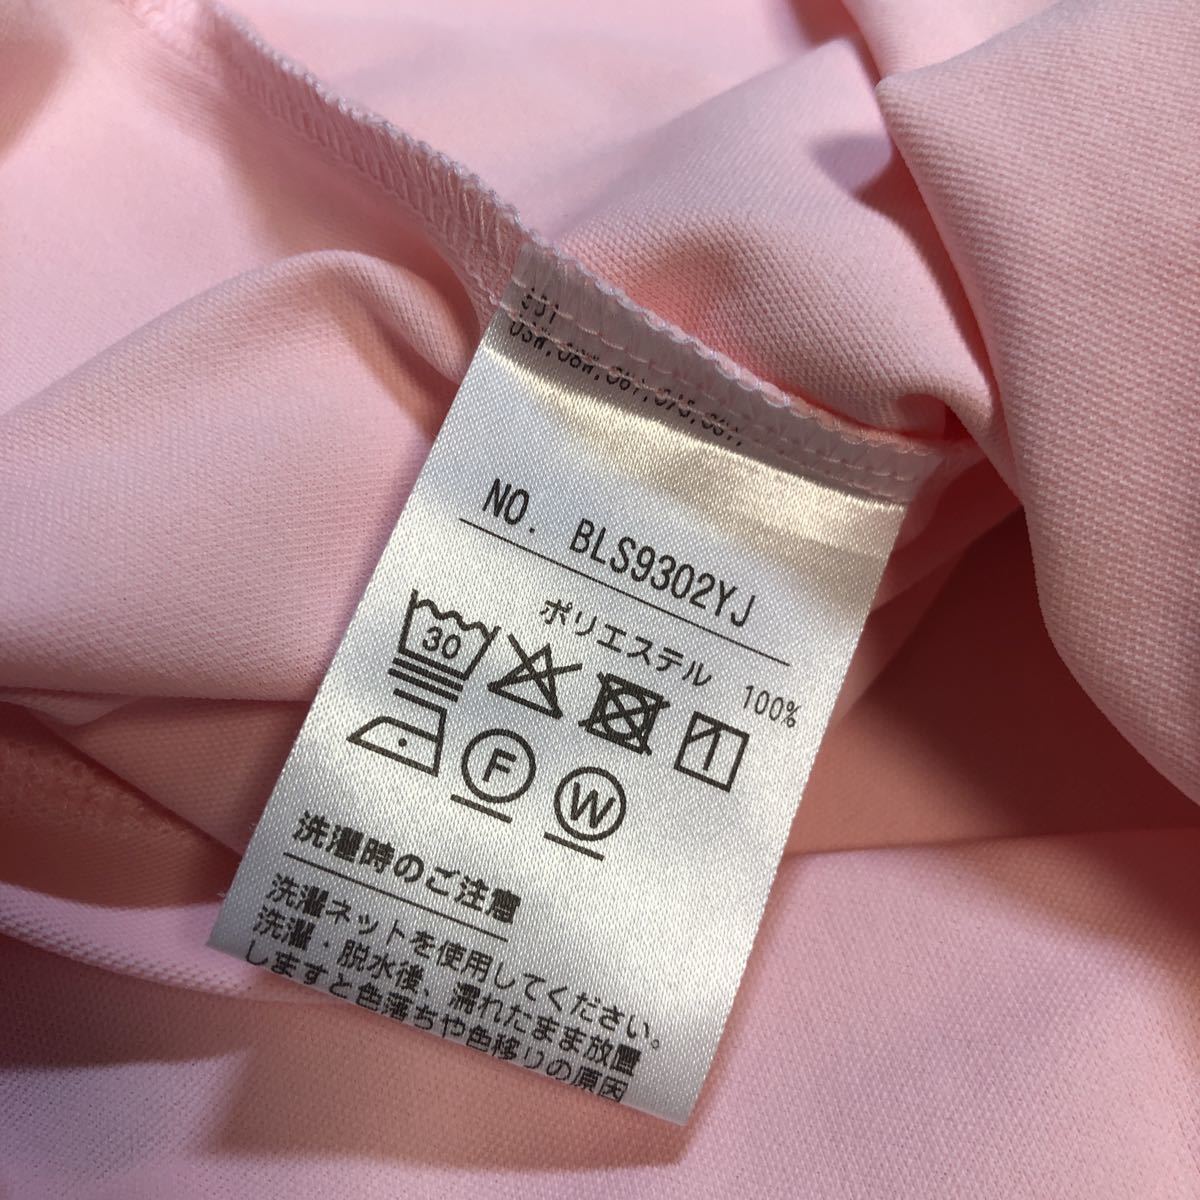 NO. BLS9302YJ
ポリエステル 100%
30
F W
洗濯時のご注意
洗濯ネットを使用してください。
洗濯・脱水後、濡れたまま放置
しますと色落ちや色移りの原因